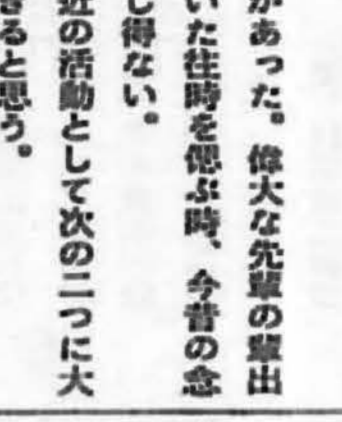 があった。偉大な先輩の輩出
いた往時を偲ぶ時、今昔の念
し得ない。
近の活動として次の二つに大
きると思う。